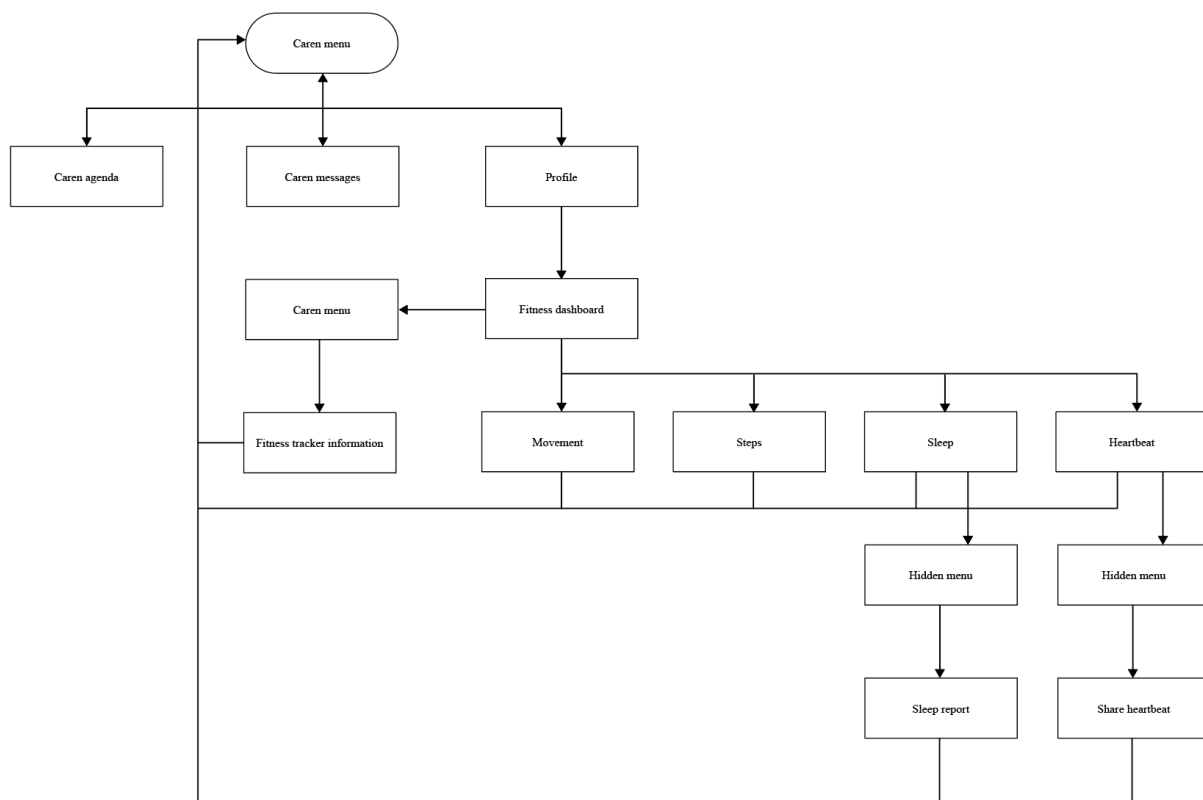 Caren menu
Caren agenda
Caren messages
Profile
Caren menu
Fitness dashboard
Fitness tracker information
Movement
Steps
Sleep
Heartbeat
Hidden menu
Hidden menu
Sleep report
Share heartbeat